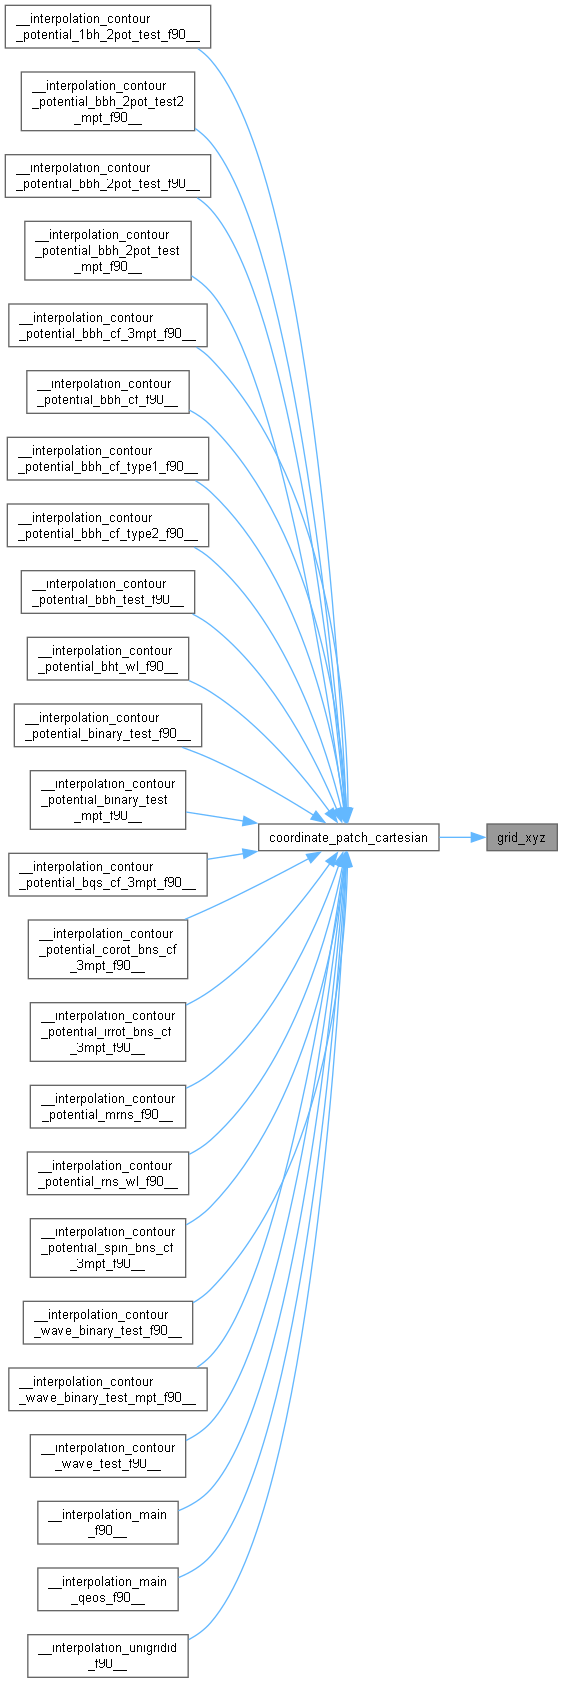 __interpolation_contour
_potential_1bh_2pot_test_f90__
__interpolation_contour
_potential_bbh_2pot_test2
_mpt_f90__
__interpolation_contour
_potential_bbh_2pot_test_f90__
__interpolation_contour
_potential_bbh_2pot_test
_mpt_f90__
__interpolation_contour
_potential_bbh_cf_3mpt_f90__
__interpolation_contour
_potential_bbh_cf_f90__
__interpolation_contour
_potential_bbh_cf_type1_f90__
__interpolation_contour
_potential_bbh_cf_type2_f90__
__interpolation_contour
_potential_bbh_test_f90__
__interpolation_contour
_potential_bht_wl_f90__
__interpolation_contour
_potential_binary_test_f90__
__interpolation_contour
_potential_binary_test
_mpt_f90__
coordinate_patch_cartesian
grid_xyz
__interpolation_contour
_potential_bqs_cf_3mpt_f90__
__interpolation_contour
_potential_corot_bns_cf
_3mpt_f90__
__interpolation_contour
_potential_irrot_bns_cf
_3mpt_f90__
__interpolation_contour
_potential_mrns_f90__
__interpolation_contour
_potential_rns_wl_f90__
__interpolation_contour
_potential_spin_bns_cf
_3mpt_f90__
__interpolation_contour
_wave_binary_test_f90__
__interpolation_contour
_wave_binary_test_mpt_f90__
__interpolation_contour
_wave_test_f90__
__interpolation_main
_f90__
__interpolation_main
_qeos_f90__
__interpolation_unigridid
_f90__